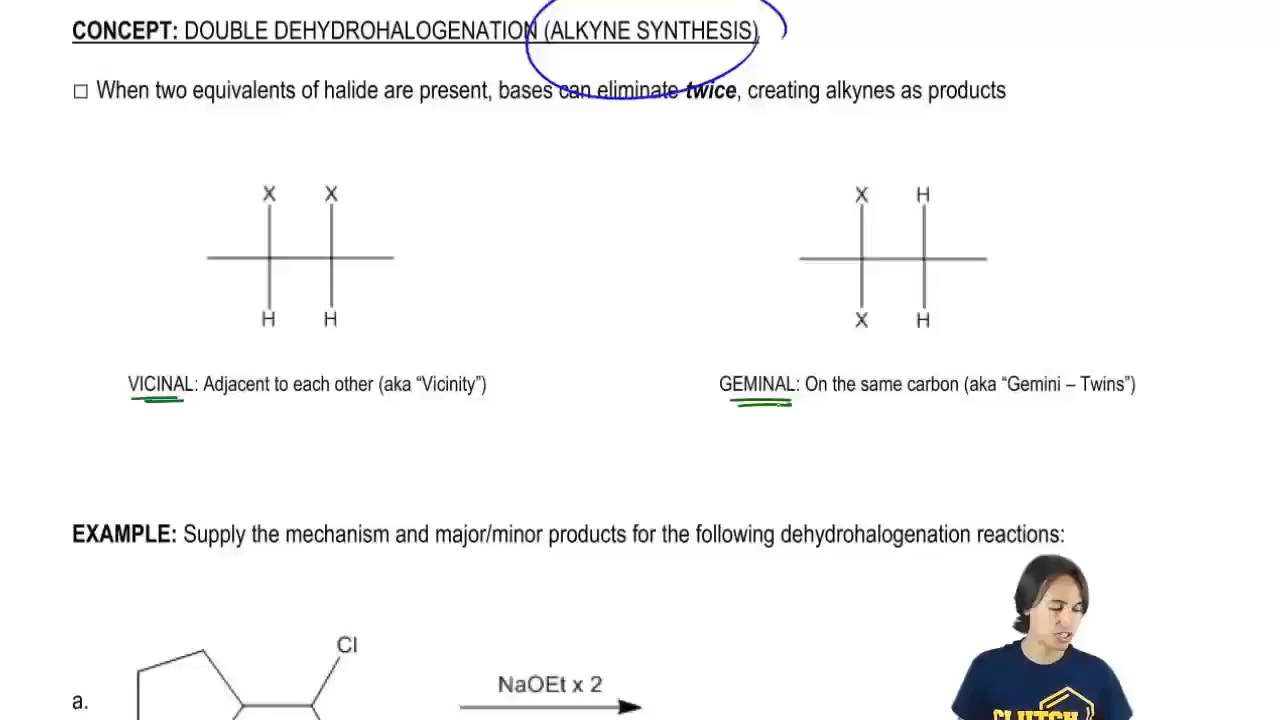 CONCEPT: DOUBLE DEHYDROHALOGENATION (ALKYNE SYNTHESIS)
□ When two equivalents of halide are present, bases can eliminate twice, creating alkynes as products
X X X H
H H X H
VICINAL: Adjacent to each other (aka “Vicinity”) GEMINAL: On the same carbon (aka “Gemini – Twins”)
EXAMPLE: Supply the mechanism and major/minor products for the following dehydrohalogenation reactions:
Cl
a. NaOEt x 2
CLUTCH